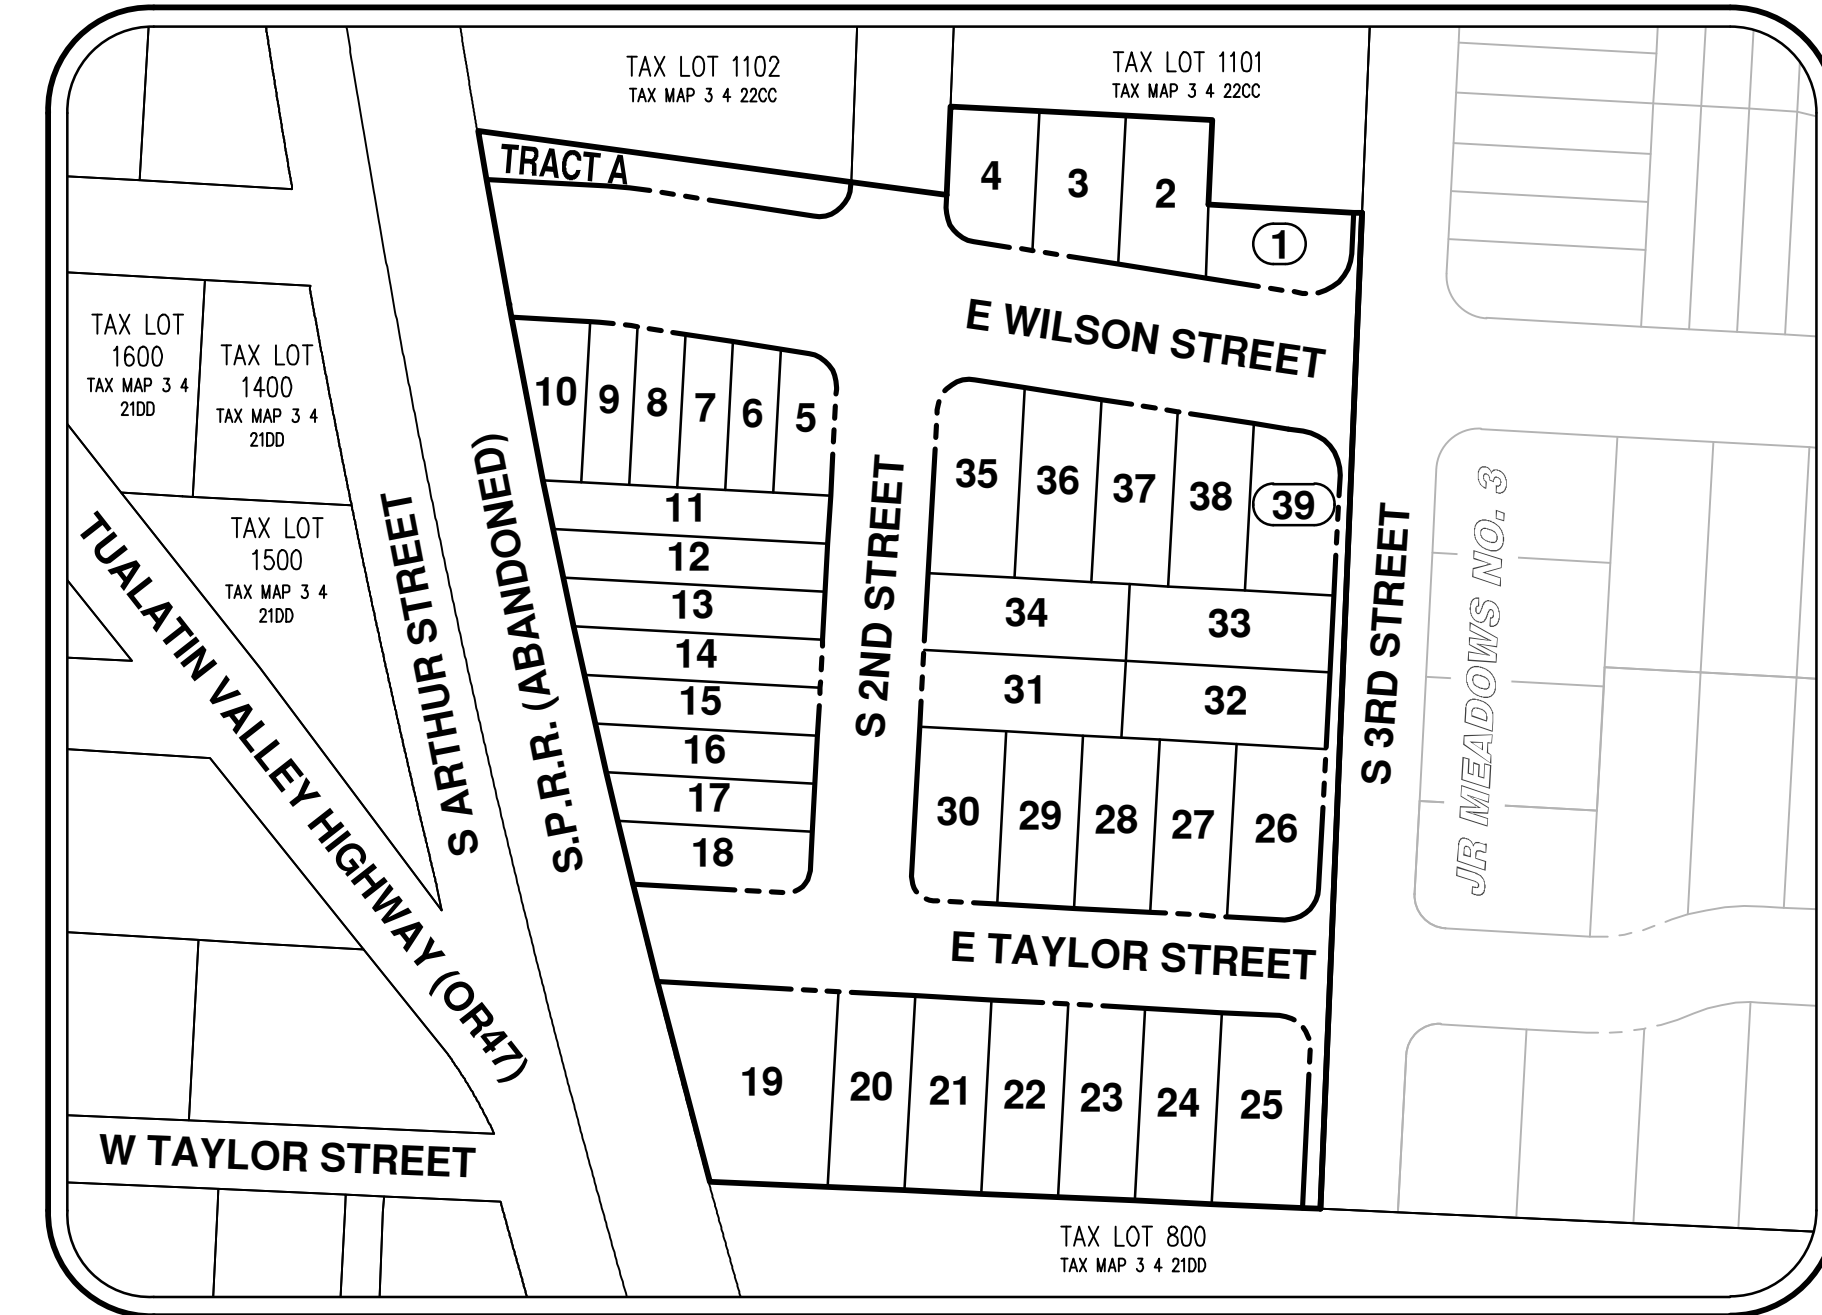 TAX LOT 1102
TAX MAP 3 4 22CC
TAX LOT 1101
TAX MAP 3 4 22CC
TRACT A
4
3
2
1
E WILSON STREET
TAX LOT
1600
TAX MAP 3 4
21DD
TAX LOT
1400
TAX MAP 3 4
21DD
TAX LOT
1500
TAX MAP 3 4
21DD
TUALATIN VALLEY HIGHWAY (OR47)
S ARTHUR STREET
S.P.R.R. (ABANDONED)
10
9
8
7
6
5
11
12
13
14
15
16
17
18
S 2ND STREET
35
36
37
38
39
34
33
31
32
30
29
28
27
26
S 3RD STREET
JR MEADOWS NO. 3
E TAYLOR STREET
19
20
21
22
23
24
25
W TAYLOR STREET
TAX LOT 800
TAX MAP 3 4 21DD